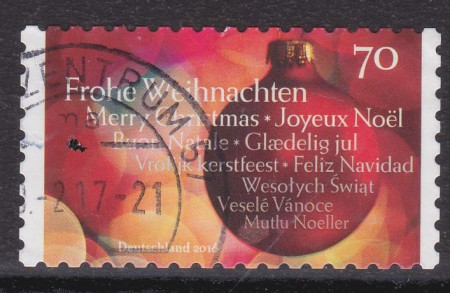 70
Frohe Weihnachten
Merry Christmas * Joyeux Noël
Buon Natale * Glædelig jul
Vrolijk kerstfeest * Feliz Navidad
Wesołych Świąt
Veselé Vánoce
Mutlu Noeller
Deutschland 2016
ZENTRUM
2.17-21